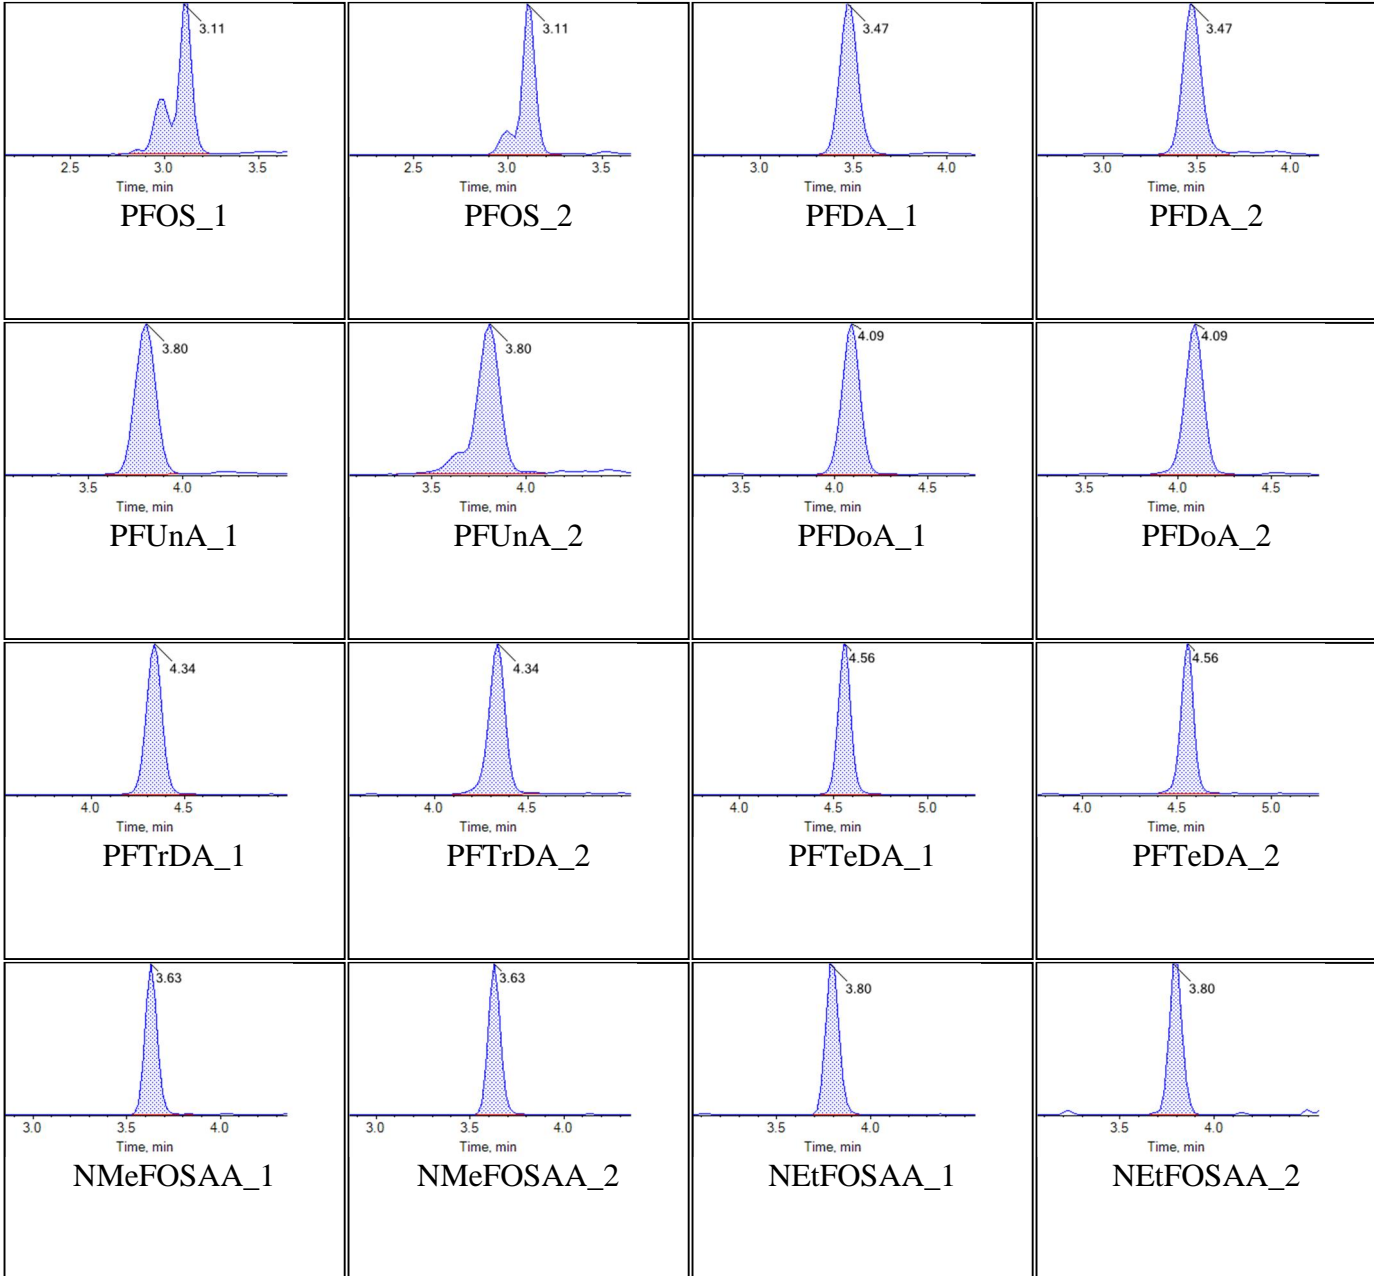 3.11
2.5 3.0 3.5
Time, min
PFOS_1
3.11
2.5 3.0 3.5
Time, min
PFOS_2
3.47
3.0 3.5 4.0
Time, min
PFDA_1
3.47
3.0 3.5 4.0
Time, min
PFDA_2
3.80
3.5 4.0
Time, min
PFUnA_1
3.80
3.5 4.0
Time, min
PFUnA_2
4.09
3.5 4.0 4.5
Time, min
PFDoA_1
4.09
3.5 4.0 4.5
Time, min
PFDoA_2
4.34
4.0 4.5
Time, min
PFTrDA_1
4.34
4.0 4.5
Time, min
PFTrDA_2
4.56
4.0 4.5 5.0
Time, min
PFTeDA_1
4.56
4.0 4.5 5.0
Time, min
PFTeDA_2
3.63
3.0 3.5 4.0
Time, min
NMeFOSAA_1
3.63
3.0 3.5 4.0
Time, min
NMeFOSAA_2
3.80
3.5 4.0
Time, min
NEtFOSAA_1
3.80
3.5 4.0
Time, min
NEtFOSAA_2